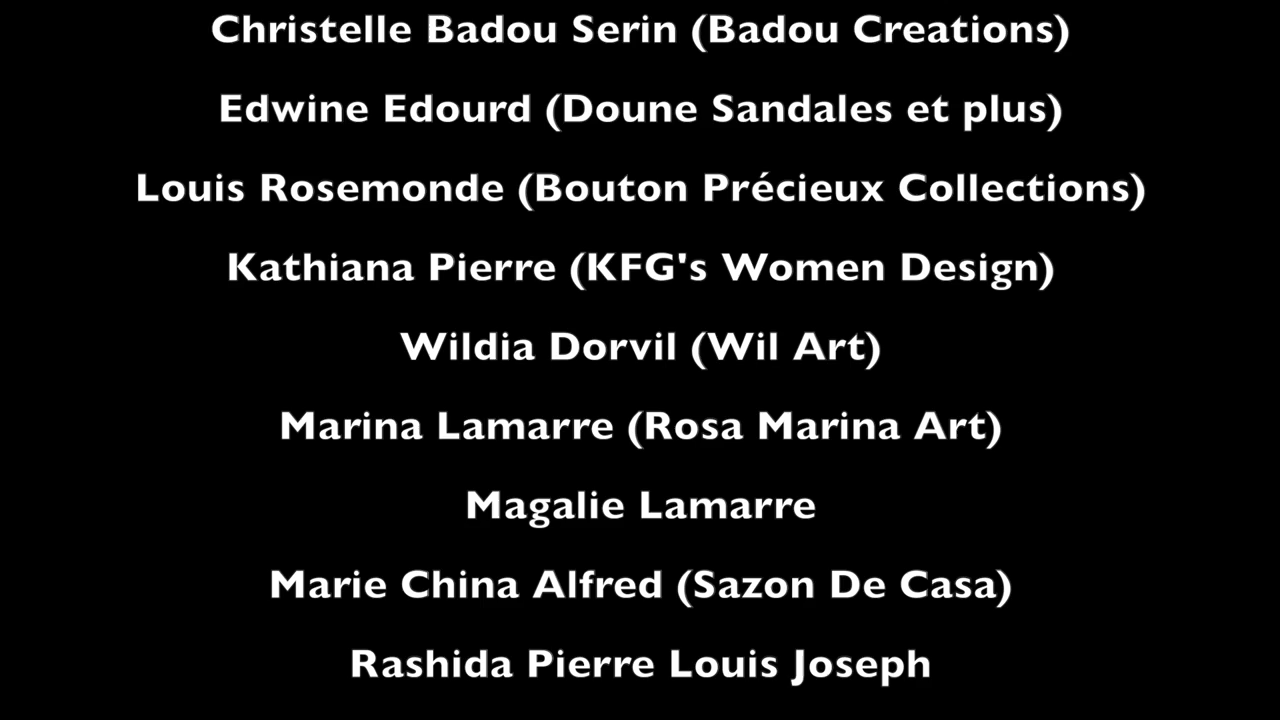 Christelle Badou Serin (Badou Creations)
Edwine Edourd (Doune Sandales et plus)
Louis Rosemonde (Bouton Précieux Collections)
Kathiana Pierre (KFG's Women Design)
Wildia Dorvil (Wil Art)
Marina Lamarre (Rosa Marina Art)
Magalie Lamarre
Marie China Alfred (Sazon De Casa)
Rashida Pierre Louis Joseph